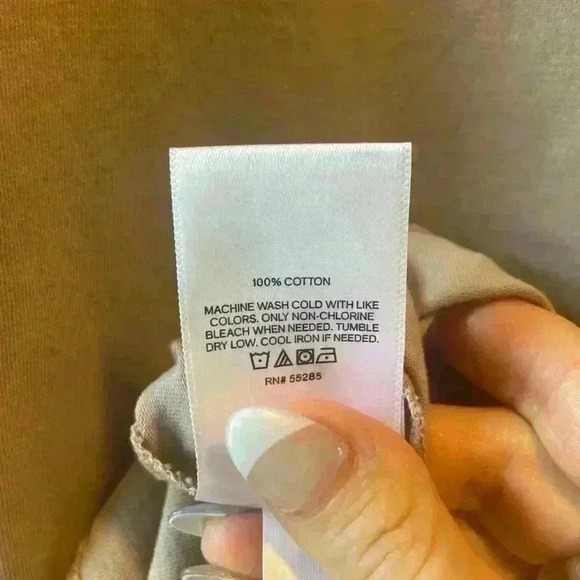 100% COTTON
MACHINE WASH COLD WITH LIKE
COLORS. ONLY NON-CHLORINE
BLEACH WHEN NEEDED. TUMBLE
DRY LOW. COOL IRON IF NEEDED.
RN# 55285